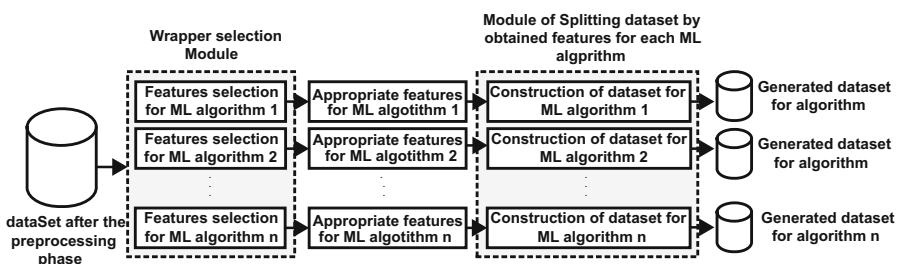 Wrapper selection
Module
Module of Splitting dataset by
obtained features for each ML
algprithm
Features selection
for ML algorithm 1
Appropriate features
for ML algotithm 1
Construction of dataset for
ML algorithm 1
Generated dataset
for algorithm
Features selection
for ML algorithm 2
Appropriate features
for ML algotithm 2
Construction of dataset for
ML algorithm 2
Generated dataset
for algorithm
dataSet after the
preprocessing
phase
Features selection
for ML algorithm n
Appropriate features
for ML algotithm n
Construction of dataset for
ML algorithm n
Generated dataset
for algorithm n